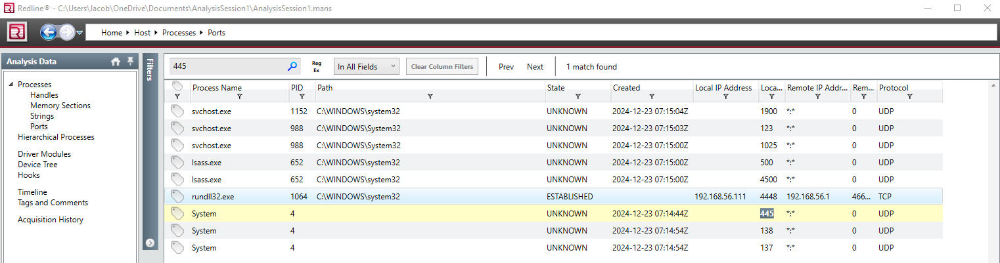 Redline® - C:\Users\Jacob\OneDrive\Documents\AnalysisSession1\AnalysisSession1.mans
Home Host Processes Ports
Analysis Data
Processes
Handles
Memory Sections
Strings
Ports
Hierarchical Processes
Driver Modules
Device Tree
Hooks
Timeline
Tags and Comments
Acquisition History
Filters
445 Reg Ex In All Fields Clear Column Filters Prev Next 1 match found
Process Name PID Path State Created Local IP Address Loca... Remote IP Addr... Rem... Protocol
svchost.exe 1152 C:\WINDOWS\system32 UNKNOWN 2024-12-23 07:15:04Z 1900 *:* 0 UDP
svchost.exe 988 C:\WINDOWS\System32 UNKNOWN 2024-12-23 07:15:03Z 123 *:* 0 UDP
svchost.exe 988 C:\WINDOWS\System32 UNKNOWN 2024-12-23 07:15:00Z 1025 *:* 0 UDP
lsass.exe 652 C:\WINDOWS\system32 UNKNOWN 2024-12-23 07:15:00Z 500 *:* 0 UDP
lsass.exe 652 C:\WINDOWS\system32 UNKNOWN 2024-12-23 07:15:00Z 4500 *:* 0 UDP
rundll32.exe 1064 C:\WINDOWS\system32 ESTABLISHED 192.168.56.111 4448 192.168.56.1 466... TCP
System 4 UNKNOWN 2024-12-23 07:14:44Z 445 *:* 0 UDP
System 4 UNKNOWN 2024-12-23 07:14:54Z 138 *:* 0 UDP
System 4 UNKNOWN 2024-12-23 07:14:54Z 137 *:* 0 UDP